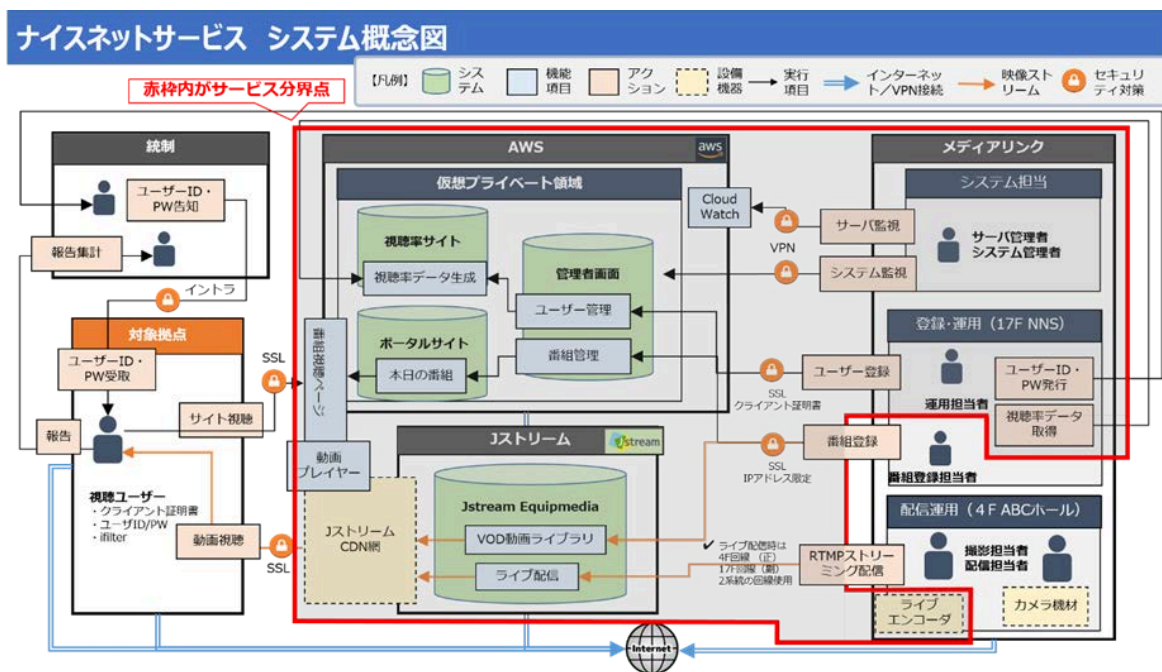 ナイスネットサービス システム概念図
赤枠内がサービス分界点
【凡例】
シス
テム
機能
項目
アク
ション
設備
機器
実行
項目
インターネッ
ト/VPN接続
映像スト
リーム
セキュリ
ティ対策
統制
ユーザーID・
PW告知
報告集計
イントラ
対象拠点
ユーザーID・
PW受取
サイト視聴
報告
視聴ユーザー
・クライアント証明書
・ユーザID/PW
・ifilter
動画視聴
SSL
SSL
AWS
aws
仮想プライベート領域
Cloud
Watch
視聴率サイト
視聴率データ生成
管理者画面
ユーザー管理
番組管理
ポータルサイト
本日の番組
番組視聴ページ
動画
プレイヤー
Jストリーム
Jstream
Jstream Equipmedia
VOD動画ライブラリ
ライブ配信
Jストリーム
CDN網
VPN
SSL
クライアント証明書
SSL
IPアドレス限定
✓ ライブ配信時は
4F回線(正)
17F回線(副)
2系統の回線使用
メディアリンク
システム担当
サーバ監視
システム監視
サーバ管理者
システム管理者
登録・運用(17F NNS)
ユーザー登録
ユーザーID・
PW発行
運用担当者
視聴率データ
取得
番組登録
番組登録担当者
配信運用(4F ABCホール)
RTMPストリ
ーミング配信
撮影担当者
配信担当者
ライブ
エンコーダ
カメラ機材
Internet